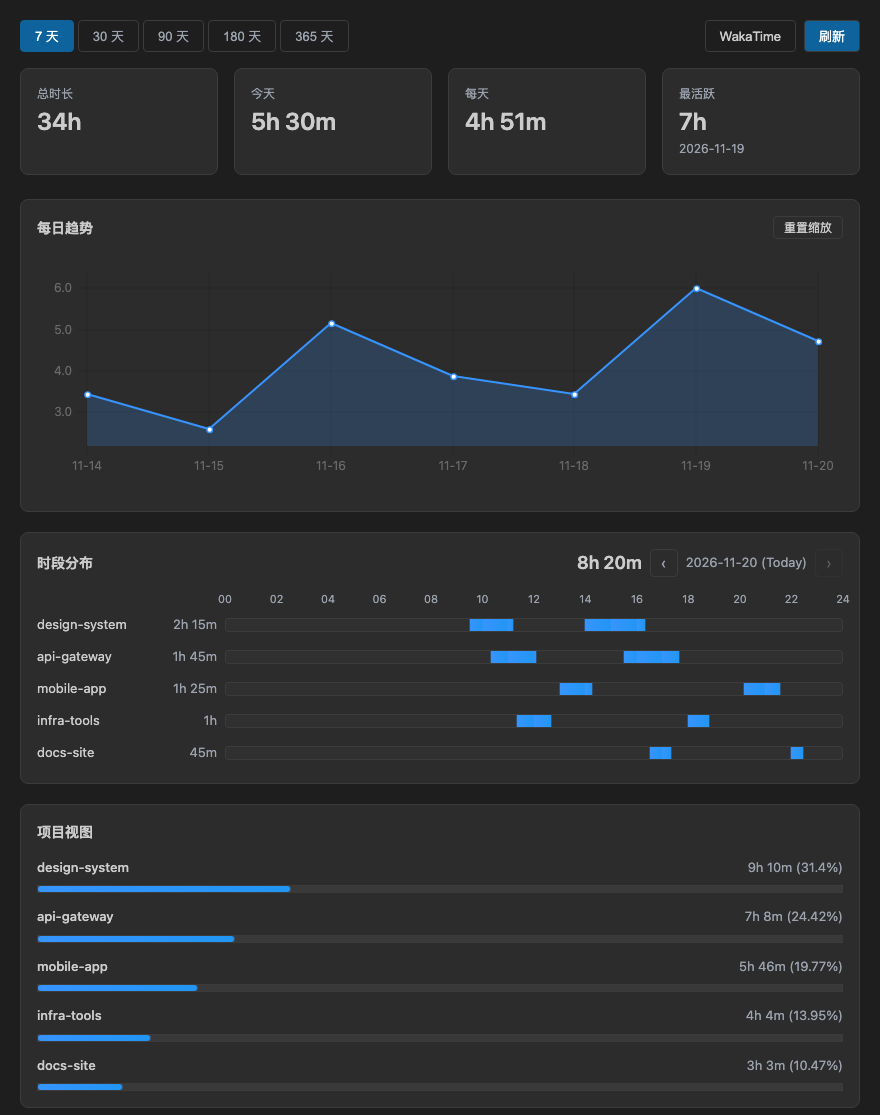 7 天 30 天 90 天 180 天 365 天 WakaTime 刷新
总时长 今天 每天 最活跃
34h 5h 30m 4h 51m 7h
2026-11-19
每日趋势 重置缩放
6.0
5.0
4.0
3.0
11-14 11-15 11-16 11-17 11-18 11-19 11-20
时段分布 8h 20m ‹ 2026-11-20 (Today) ›
00 02 04 06 08 10 12 14 16 18 20 22 24
design-system 2h 15m
api-gateway 1h 45m
mobile-app 1h 25m
infra-tools 1h
docs-site 45m
项目视图
design-system 9h 10m (31.4%)
api-gateway 7h 8m (24.42%)
mobile-app 5h 46m (19.77%)
infra-tools 4h 4m (13.95%)
docs-site 3h 3m (10.47%)